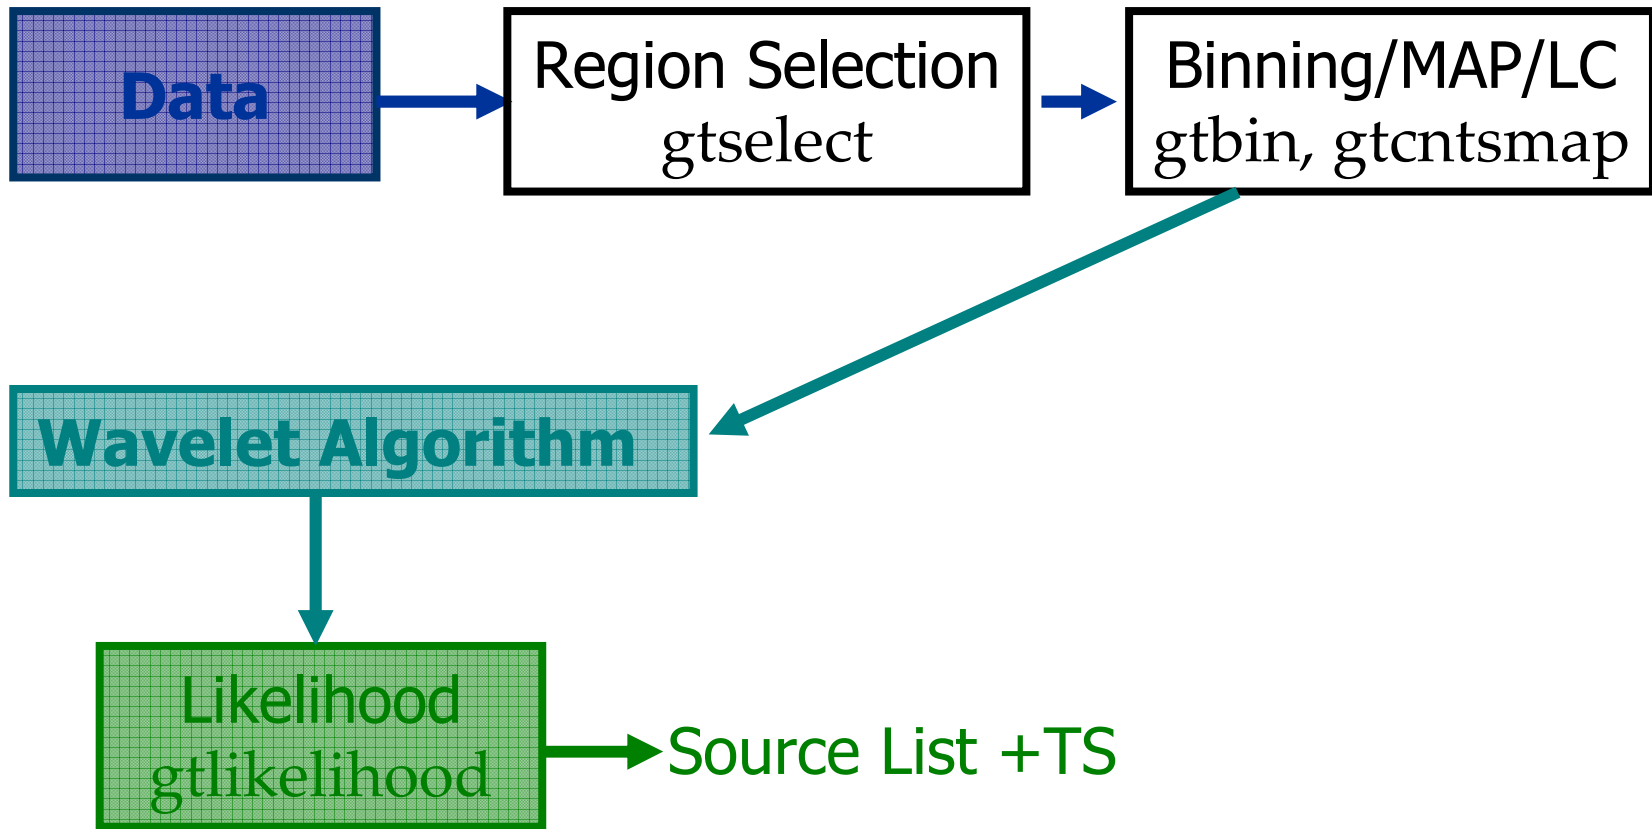 Data
Region Selection
gtselect
Binning/MAP/LC
gtbin, gtcntsmap
Wavelet Algorithm
Likelihood
gtlikelihood
Source List +TS